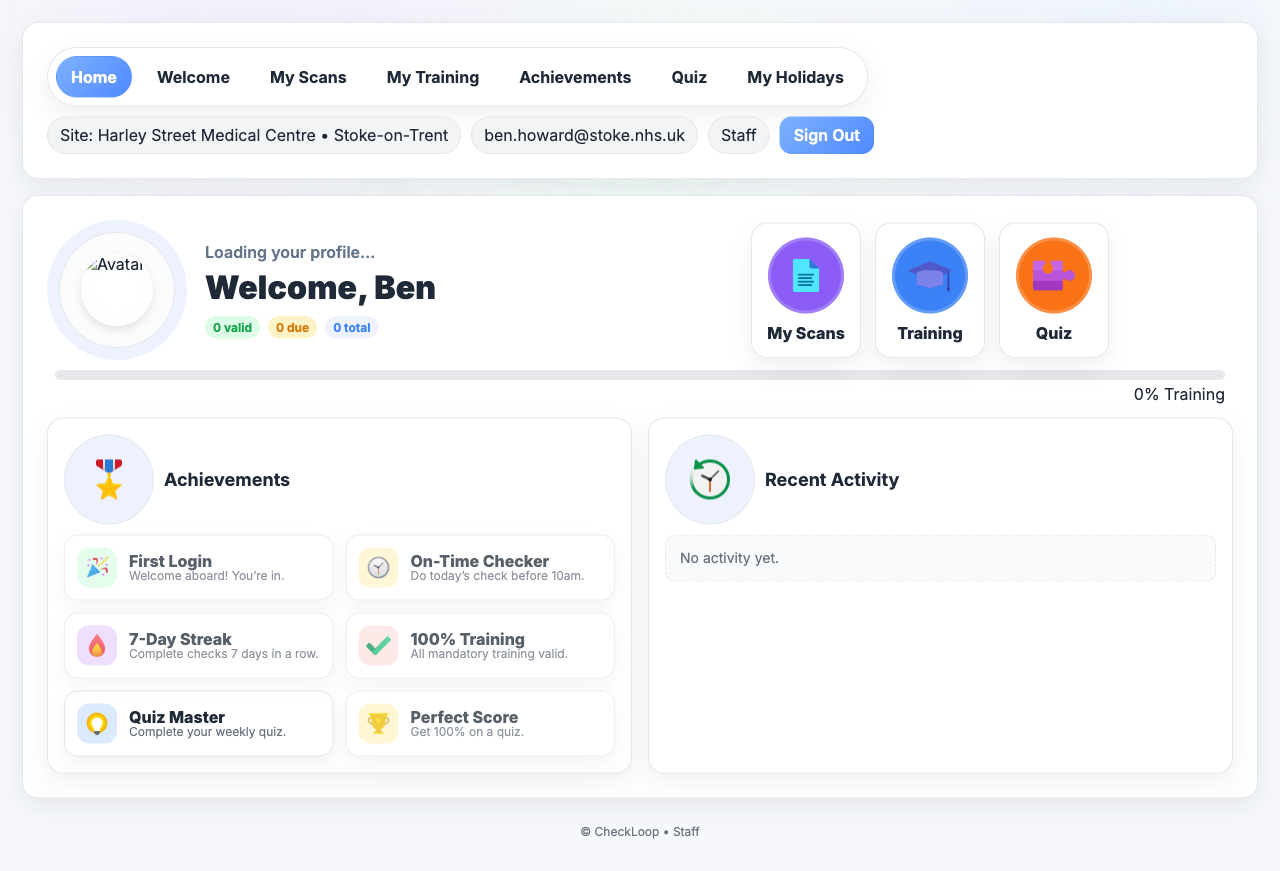 Home Welcome My Scans My Training Achievements Quiz My Holidays
Site: Harley Street Medical Centre • Stoke-on-Trent ben.howard@stoke.nhs.uk Staff Sign Out
Avatar
Loading your profile...
Welcome, Ben
0 valid 0 due 0 total
My Scans Training Quiz
0% Training
Achievements
First Login
Welcome aboard! You’re in.
On-Time Checker
Do today’s check before 10am.
7-Day Streak
Complete checks 7 days in a row.
100% Training
All mandatory training valid.
Quiz Master
Complete your weekly quiz.
Perfect Score
Get 100% on a quiz.
Recent Activity
No activity yet.
© CheckLoop • Staff